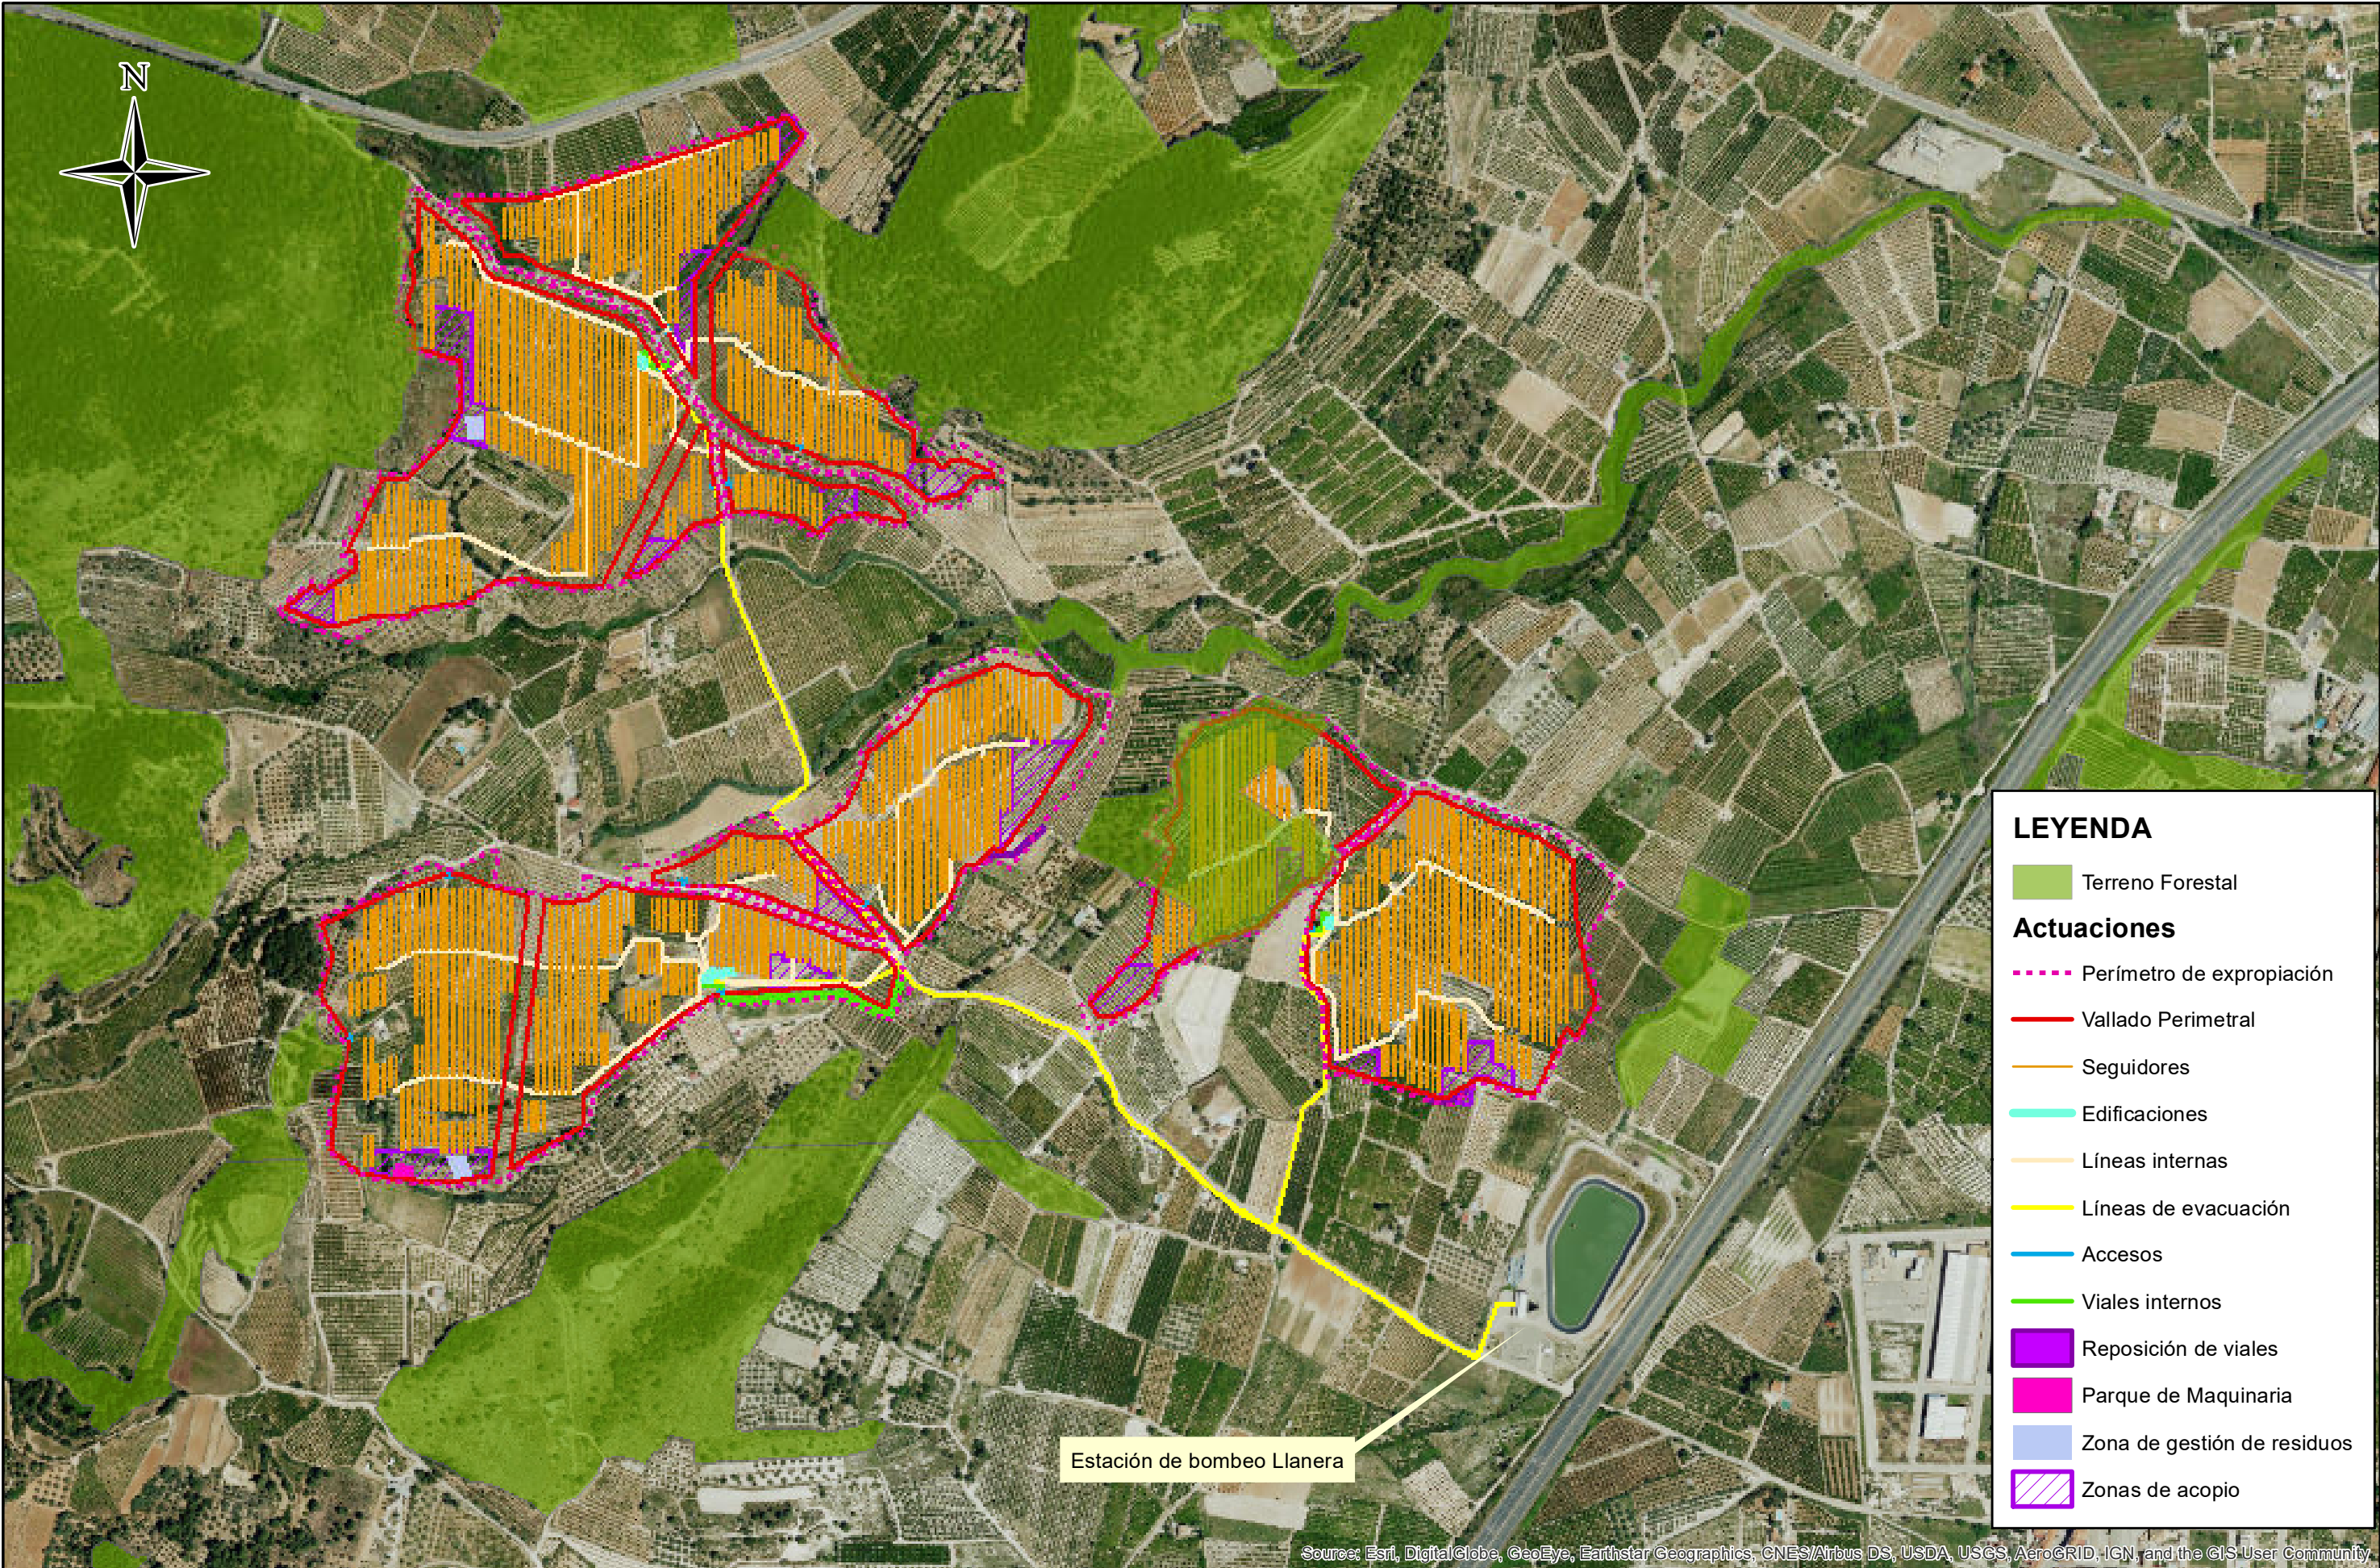 N
LEYENDA
Terreno Forestal
Actuaciones
Perímetro de expropiación
Vallado Perimetral
Seguidores
Edificaciones
Líneas internas
Líneas de evacuación
Accesos
Viales internos
Reposición de viales
Parque de Maquinaria
Zona de gestión de residuos
Zonas de acopio
Estación de bombeo Llanera
Source: Esri, DigitalGlobe, GeoEye, Earthstar Geographics, CNES/Airbus DS, USDA, USGS, AeroGRID, IGN, and the GIS User Community